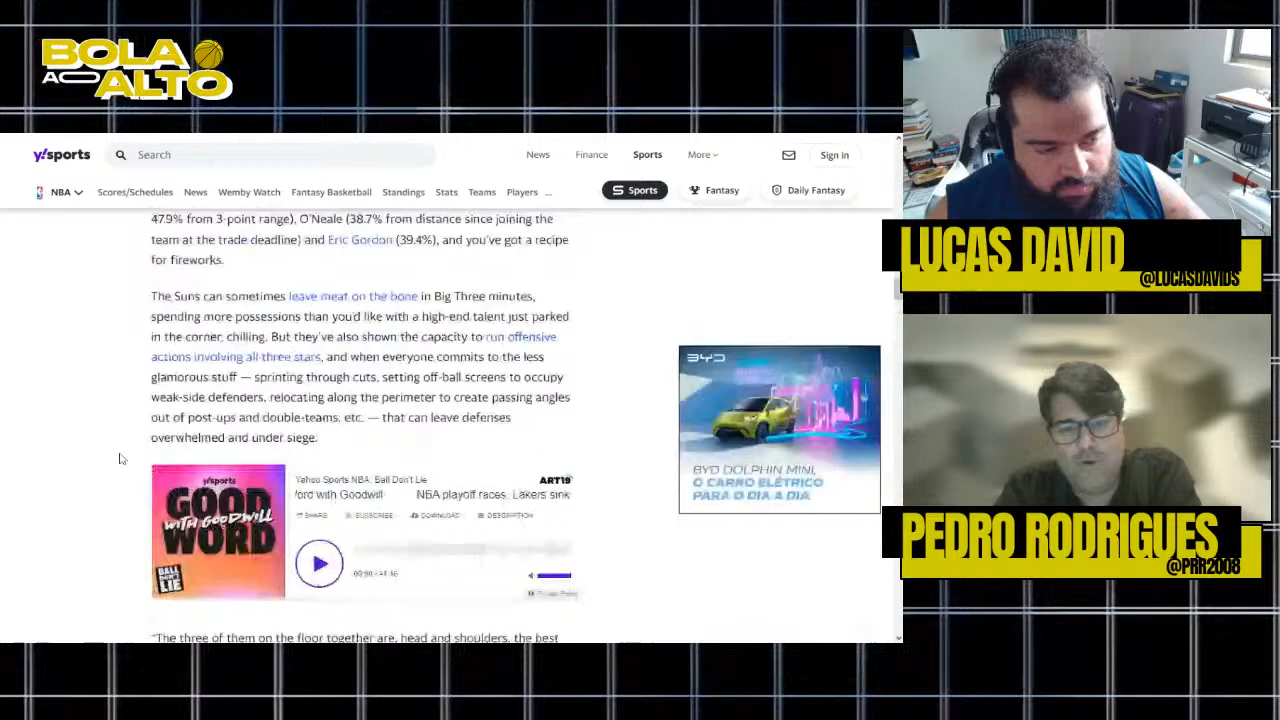 BOLA
AO ALTO
y!sports
Search
News
Finance
Sports
More
Sign in
NBA
Scores/Schedules
News
Wemby Watch
Fantasy Basketball
Standings
Stats
Teams
Players
...
Sports
Fantasy
Daily Fantasy
47.9% from 3-point range), O'Neale (38.7% from distance since joining the
team at the trade deadline) and Eric Gordon (39.4%), and you've got a recipe
for fireworks.
The Suns can sometimes leave meat on the bone in Big Three minutes,
spending more possessions than you'd like with a high-end talent just parked
in the corner, chilling. But they've also shown the capacity to run offensive
actions involving all three stars, and when everyone commits to the less
glamorous stuff — sprinting through cuts, setting off-ball screens to occupy
weak-side defenders, relocating along the perimeter to create passing angles
out of post-ups and double-teams, etc. — that can leave defenses
overwhelmed and under siege.
y!sports
GOOD
WITH GOODWILL
WORD
BALL
DON'T
LIE
Yahoo Sports NBA: Ball Don't Lie
ART19
ord with Goodwill
NBA playoff races, Lakers sink
SHARE
SUBSCRIBE
DOWNLOAD
DESCRIPTION
Privacy Policy
"The three of them on the floor together are, head and shoulders, the best
BYD
BYD DOLPHIN MINI,
O CARRO ELÉTRICO
PARA O DIA A DIA
LUCAS DAVID
@LUCASDAVIDS
PEDRO RODRIGUES
@PRR2008